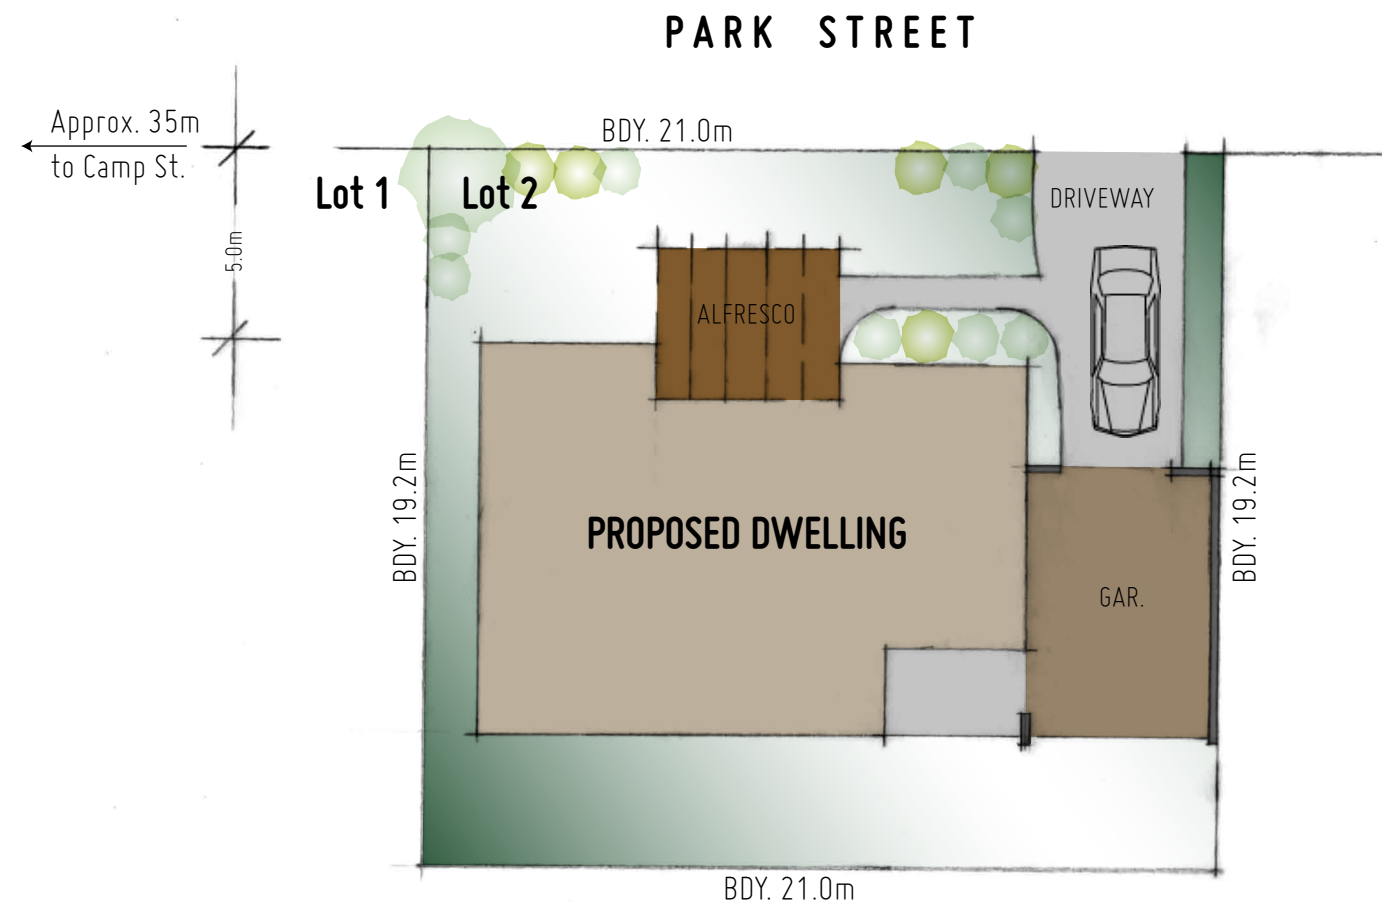 PARK STREET
Approx. 35m
to Camp St.
BDY. 21.0m
Lot 1
Lot 2
DRIVEWAY
5.0m
ALFRESCO
BDY. 19.2m
PROPOSED DWELLING
BDY. 19.2m
GAR.
BDY. 21.0m